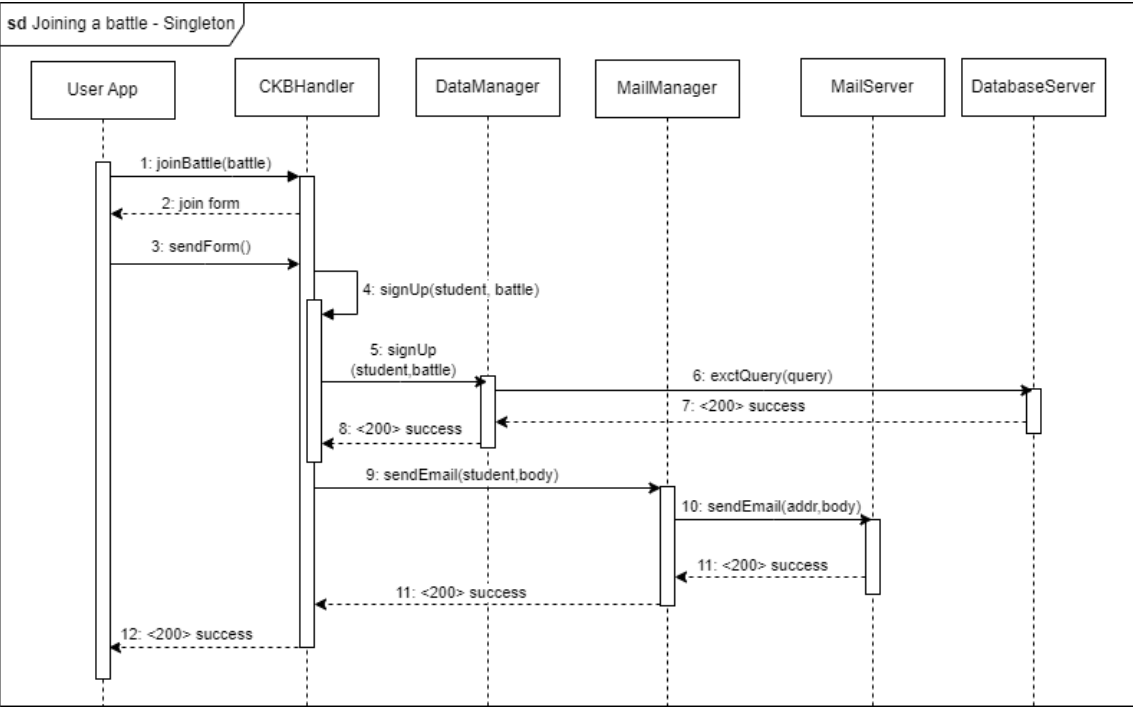 sd Joining a battle - Singleton
User App
CKBHandler
DataManager
MailManager
MailServer
DatabaseServer
1: joinBattle(battle)
2: join form
3: sendForm()
4: signUp(student, battle)
5: signUp
(student,battle)
6: exctQuery(query)
7: <200> success
8: <200> success
9: sendEmail(student,body)
10: sendEmail(addr,body)
11: <200> success
11: <200> success
12: <200> success